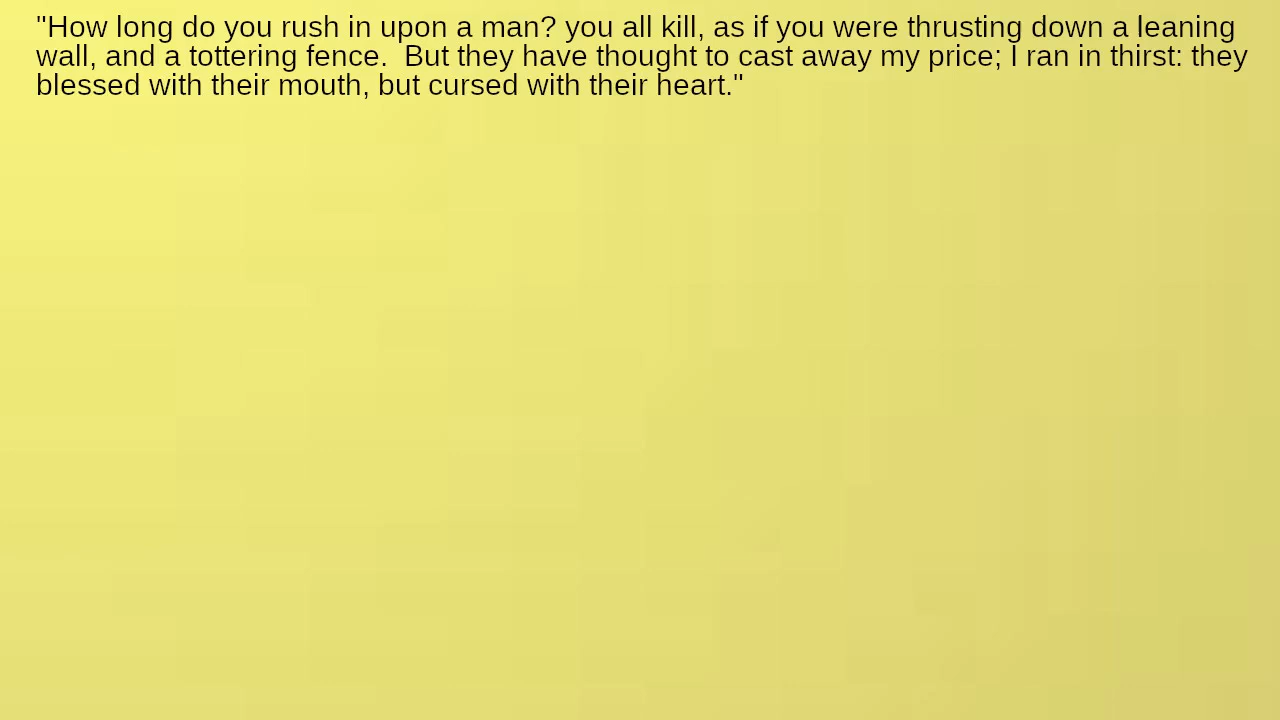 "How long do you rush in upon a man? you all kill, as if you were thrusting down a leaning
wall, and a tottering fence.  But they have thought to cast away my price; I ran in thirst: they
blessed with their mouth, but cursed with their heart."